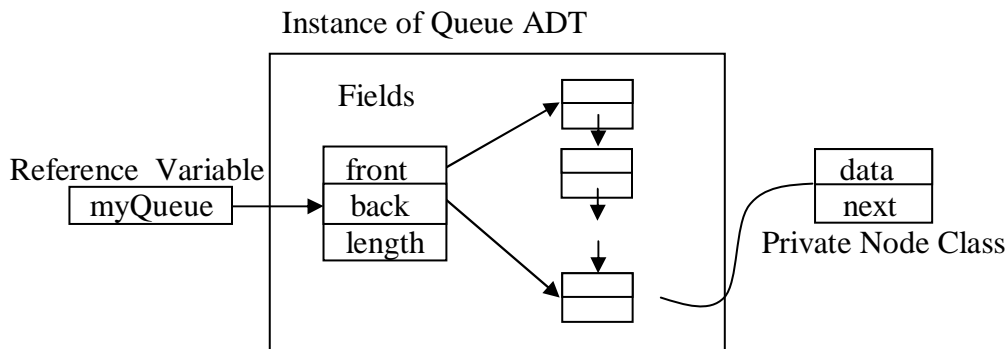 Instance of Queue ADT
Fields
Reference Variable
myQueue
front
back
length
data
next
Private Node Class